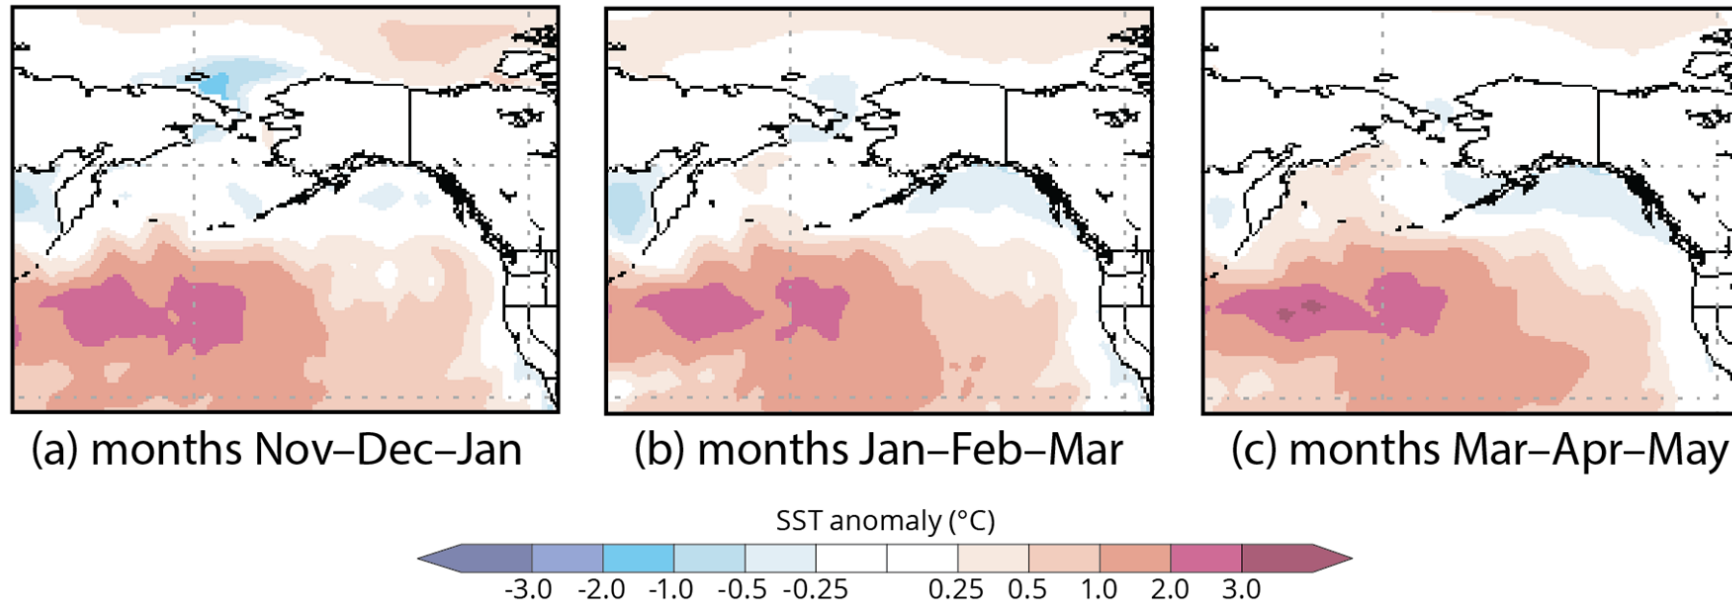 (a) months Nov–Dec–Jan
(b) months Jan–Feb–Mar
(c) months Mar–Apr–May
SST anomaly (°C)
-3.0 -2.0 -1.0 -0.5 -0.25 0.25 0.5 1.0 2.0 3.0